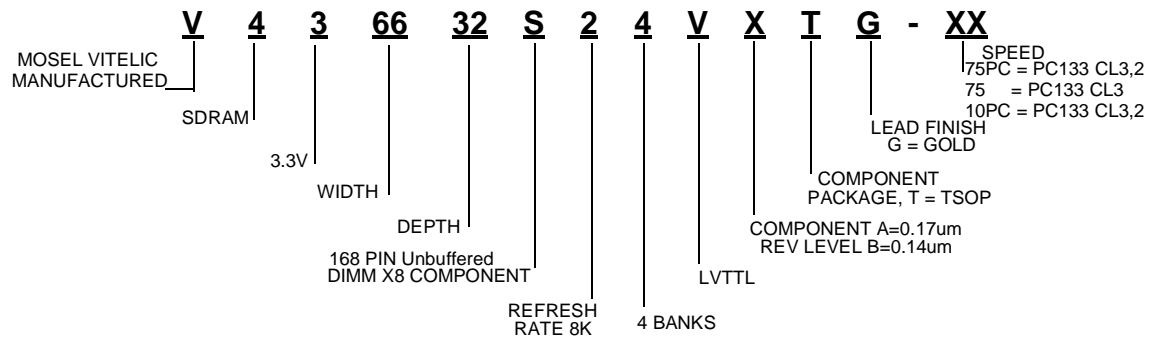 V 4 3 66 32 S 2 4 V X T G - XX
MOSEL VITELIC
MANUFACTURED
SDRAM
3.3V
WIDTH
DEPTH
168 PIN Unbuffered
DIMM X8 COMPONENT
REFRESH
RATE 8K
4 BANKS
LVTTL
COMPONENT A=0.17um
REV LEVEL B=0.14um
COMPONENT
PACKAGE, T = TSOP
LEAD FINISH
G = GOLD
SPEED
75PC = PC133 CL3,2
75 = PC133 CL3
10PC = PC133 CL3,2